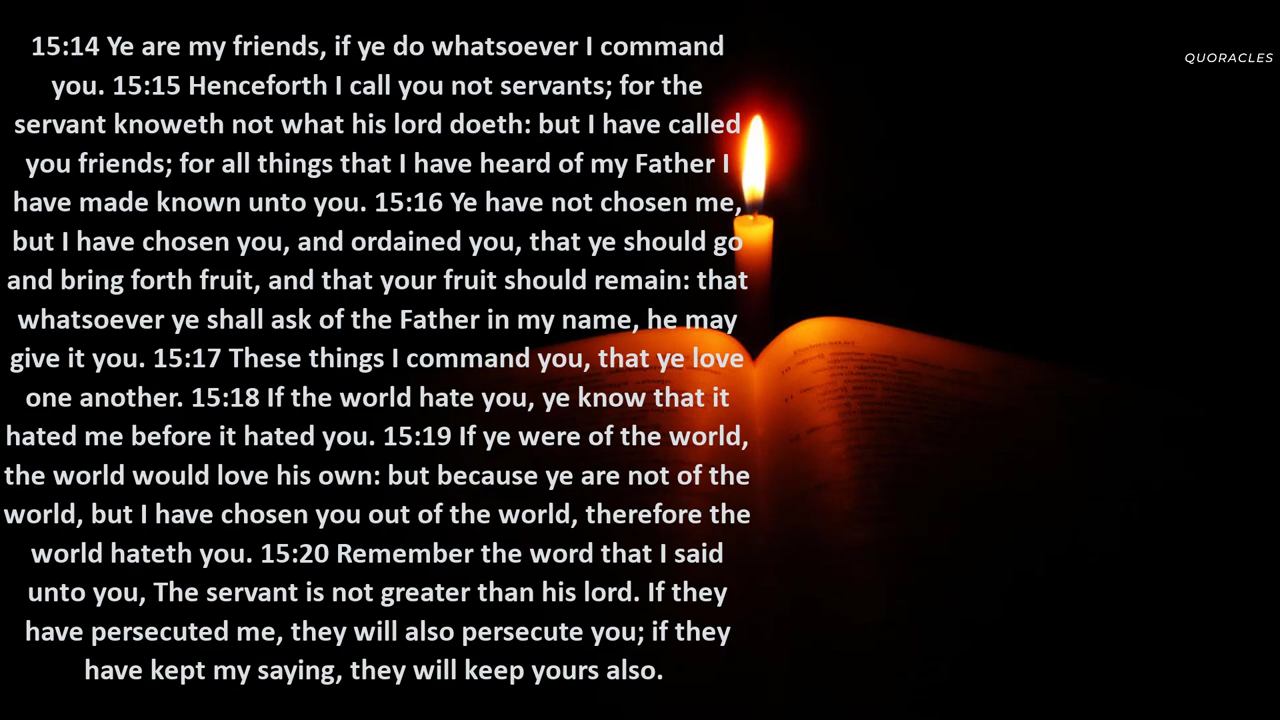 15:14 Ye are my friends, if ye do whatsoever I command
you. 15:15 Henceforth I call you not servants; for the
servant knoweth not what his lord doeth: but I have called
you friends; for all things that I have heard of my Father I
have made known unto you. 15:16 Ye have not chosen me,
but I have chosen you, and ordained you, that ye should go
and bring forth fruit, and that your fruit should remain: that
whatsoever ye shall ask of the Father in my name, he may
give it you. 15:17 These things I command you, that ye love
one another. 15:18 If the world hate you, ye know that it
hated me before it hated you. 15:19 If ye were of the world,
the world would love his own: but because ye are not of the
world, but I have chosen you out of the world, therefore the
world hateth you. 15:20 Remember the word that I said
unto you, The servant is not greater than his lord. If they
have persecuted me, they will also persecute you; if they
have kept my saying, they will keep yours also.
QUORACLES